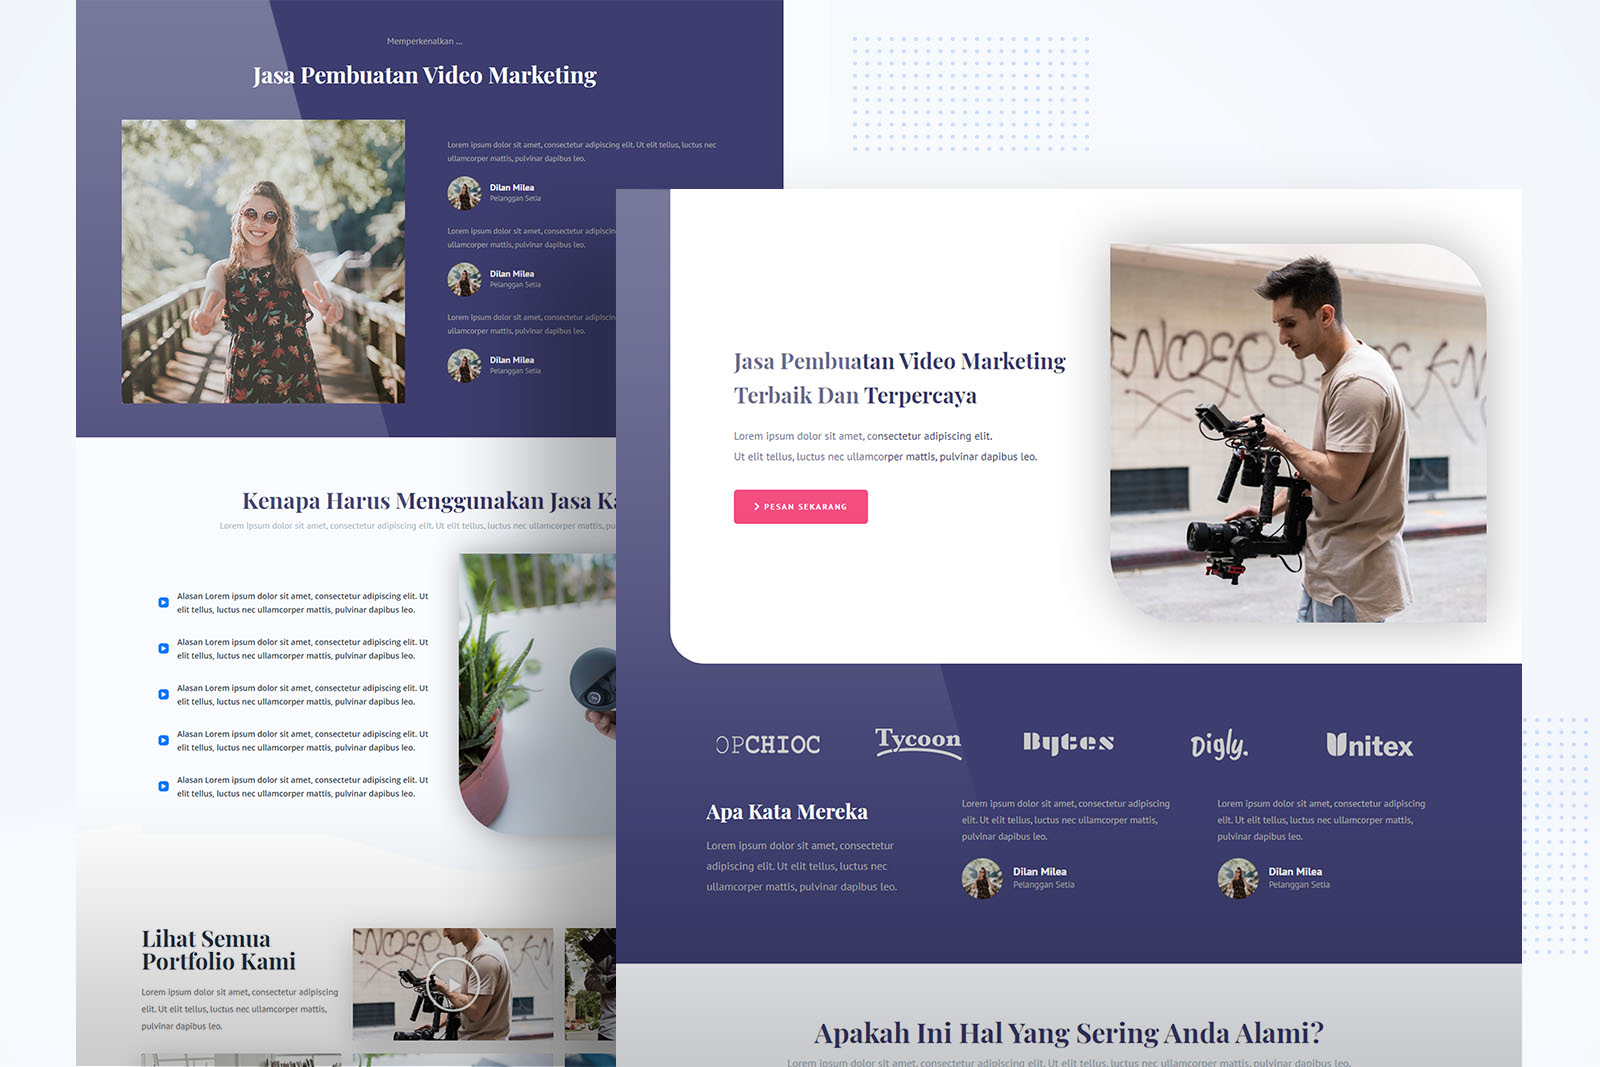 Memperkenalkan ...
Jasa Pembuatan Video Marketing
Lorem ipsum dolor sit amet, consectetur adipiscing elit. Ut elit tellus, luctus nec
ullamcorper mattis, pulvinar dapibus leo.
Dilan Milea
Pelanggan Setia
Lorem ipsum dolor sit amet, consectetur adipiscin
ullamcorper mattis, pulvinar dapibus leo.
Dilan Milea
Pelanggan Setia
Lorem ipsum dolor sit amet, consectetur adipiscin
ullamcorper mattis, pulvinar dapibus leo.
Dilan Milea
Pelanggan Setia
Kenapa Harus Menggunakan Jasa Ka
Lorem ipsum dolor sit amet, consectetur adipiscing elit. Ut elit tellus, luctus nec ullamcorper mattis, pu
Alasan Lorem ipsum dolor sit amet, consectetur adipiscing elit. Ut
elit tellus, luctus nec ullamcorper mattis, pulvinar dapibus leo.
Alasan Lorem ipsum dolor sit amet, consectetur adipiscing elit. Ut
elit tellus, luctus nec ullamcorper mattis, pulvinar dapibus leo.
Alasan Lorem ipsum dolor sit amet, consectetur adipiscing elit. Ut
elit tellus, luctus nec ullamcorper mattis, pulvinar dapibus leo.
Alasan Lorem ipsum dolor sit amet, consectetur adipiscing elit. Ut
elit tellus, luctus nec ullamcorper mattis, pulvinar dapibus leo.
Alasan Lorem ipsum dolor sit amet, consectetur adipiscing elit. Ut
elit tellus, luctus nec ullamcorper mattis, pulvinar dapibus leo.
Lihat Semua
Portfolio Kami
Lorem ipsum dolor sit amet, consectetur adipiscing
elit. Ut elit tellus, luctus nec ullamcorper mattis,
pulvinar dapibus leo.
Jasa Pembuatan Video Marketing
Terbaik Dan Terpercaya
Lorem ipsum dolor sit amet, consectetur adipiscing elit.
Ut elit tellus, luctus nec ullamcorper mattis, pulvinar dapibus leo.
PESAN SEKARANG
OPCHIOC
Tycoon
Bytes
Digly.
Unitex
Apa Kata Mereka
Lorem ipsum dolor sit amet, consectetur
adipiscing elit. Ut elit tellus, luctus nec
ullamcorper mattis, pulvinar dapibus leo.
Lorem ipsum dolor sit amet, consectetur adipiscing
elit. Ut elit tellus, luctus nec ullamcorper mattis,
pulvinar dapibus leo.
Dilan Milea
Pelanggan Setia
Lorem ipsum dolor sit amet, consectetur adipiscing
elit. Ut elit tellus, luctus nec ullamcorper mattis,
pulvinar dapibus leo.
Dilan Milea
Pelanggan Setia
Apakah Ini Hal Yang Sering Anda Alami?
Lorem ipsum dolor sit amet, consectetur adipiscing elit. Ut elit tellus, luctus nec ullamcorper mattis, pulvinar dapibus leo.